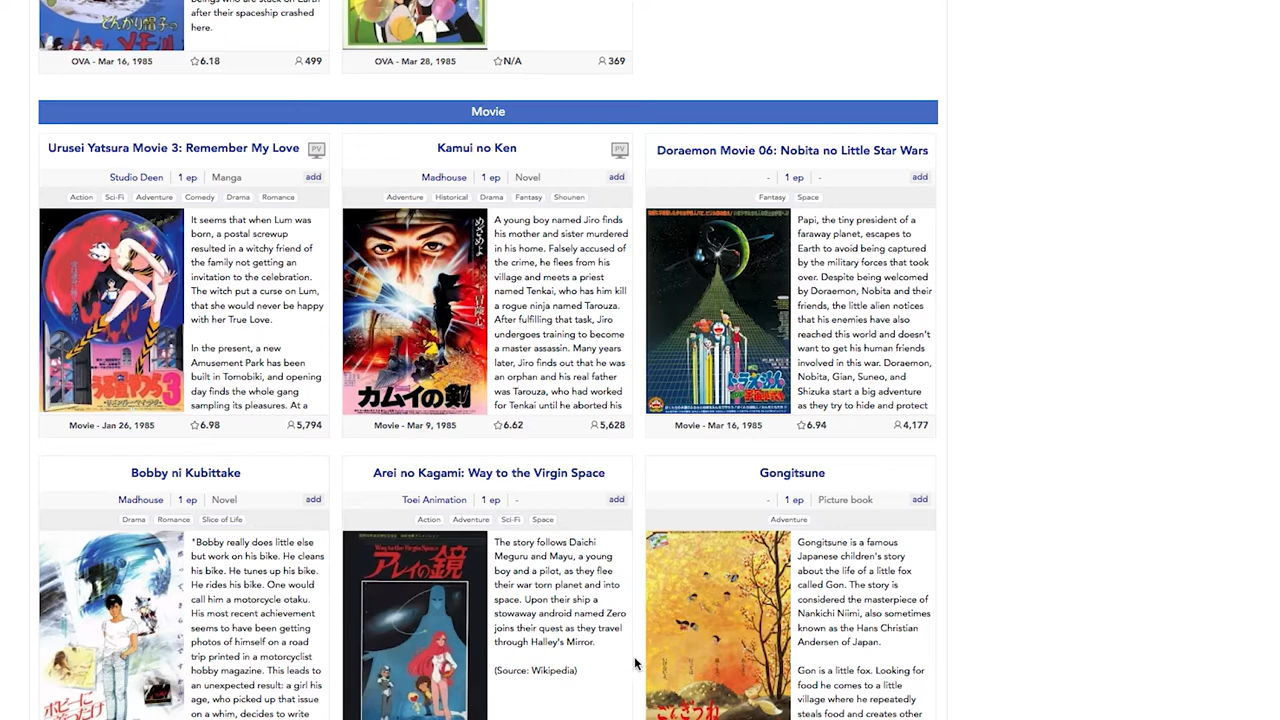 beings who are stuck on Earth
after their spaceship crashed
here.
OVA - Mar 16, 1985
6.18
499
OVA - Mar 28, 1985
N/A
369
Movie
Urusei Yatsura Movie 3: Remember My Love
PV
Studio Deen
1 ep
Manga
add
Action
Sci-Fi
Adventure
Comedy
Drama
Romance
It seems that when Lum was
born, a postal screwup
resulted in a witchy friend of
the family not getting an
invitation to the celebration.
The witch put a curse on Lum,
that she would never be happy
with her True Love.
In the present, a new
Amusement Park has been
built in Tomobiki, and opening
day finds the whole gang
sampling its pleasures. At a
Movie - Jan 26, 1985
6.98
5,794
Kamui no Ken
PV
Madhouse
1 ep
Novel
add
Adventure
Historical
Drama
Fantasy
Shounen
カムイの剣
A young boy named Jiro finds
his mother and sister murdered
in his home. Falsely accused of
the crime, he flees from his
village and meets a priest
named Tenkai, who has him kill
a rogue ninja named Tarouza.
After fulfilling that task, Jiro
undergoes training to become
a master assassin. Many years
later, Jiro finds out that he was
an orphan and his real father
was Tarouza, who had worked
for Tenkai until he aborted his
Movie - Mar 9, 1985
6.62
5,628
Doraemon Movie 06: Nobita no Little Star Wars
-
1 ep
-
add
Fantasy
Space
Papi, the tiny president of a
faraway planet, escapes to
Earth to avoid being captured
by the military forces that took
over. Despite being welcomed
by Doraemon, Nobita and their
friends, the little alien notices
that his enemies have also
reached this world and doesn't
want to get his human friends
involved in this war. Doraemon,
Nobita, Gian, Suneo, and
Shizuka start a big adventure
as they try to hide and protect
Movie - Mar 16, 1985
6.94
4,177
Bobby ni Kubittake
Madhouse
1 ep
Novel
add
Drama
Romance
Slice of Life
"Bobby really does little else
but work on his bike. He cleans
his bike. He tunes up his bike.
He rides his bike. One would
call him a motorcycle otaku.
His most recent achievement
seems to have been getting
photos of himself on a road
trip printed in a motorcyclist
hobby magazine. This leads to
an unexpected result: a girl his
age, who picked up that issue
on a whim, decides to write
Arei no Kagami: Way to the Virgin Space
Toei Animation
1 ep
-
add
Action
Adventure
Sci-Fi
Space
Way to the Virgin Space
アレイの鏡
The story follows Daichi
Meguru and Mayu, a young
boy and a pilot, as they flee
their war torn planet and into
space. Upon their ship a
stowaway android named Zero
joins their quest as they travel
through Halley's Mirror.
(Source: Wikipedia)
Gongitsune
-
1 ep
Picture book
add
Adventure
Gongitsune is a famous
Japanese children's story
about the life of a little fox
called Gon. The story is
considered the masterpiece of
Nankichi Niimi, also sometimes
known as the Hans Christian
Andersen of Japan.
Gon is a little fox. Looking for
food he comes to a little
village where he repeatedly
steals food and creates other